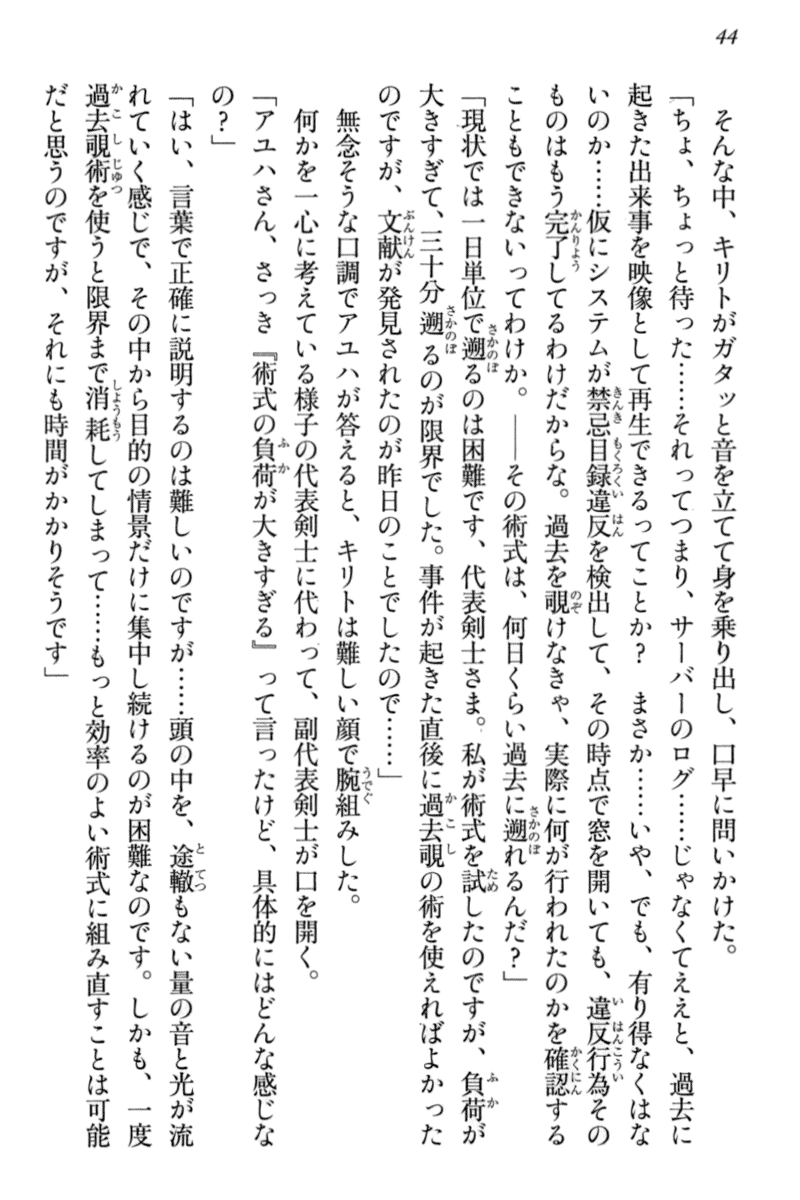 44
そんな中、キリトがガタッと音を立てて身を乗り出し、口早に問いかけた。
「ちょ、ちょっと待った……それってつまり、サーバーのログ……じゃなくてええと、過去に
起きた出来事を映像として再生できるってことか？　まさか……いや、でも、有り得なくはな
いのか……仮にシステムが禁忌目録違反を検出して、その時点で窓を開いても、違反行為その
ものはもう完了してるわけだからな。過去を覗けなきゃ、実際に何が行われたのかを確認する
こともできないってわけか。――その術式は、何日くらい過去に遡れるんだ？」
「現状では一日単位で遡るのは困難です、代表剣士さま。私が術式を試したのですが、負荷が
大きすぎて、三十分遡るのが限界でした。事件が起きた直後に過去覗の術を使えればよかった
のですが、文献が発見されたのが昨日のことでしたので……」
無念そうな口調でアユハが答えると、キリトは難しい顔で腕組みした。
何かを一心に考えている様子の代表剣士に代わって、副代表剣士が口を開く。
「アユハさん、さっき『術式の負荷が大きすぎる』って言ったけど、具体的にはどんな感じな
の？」
「はい、言葉で正確に説明するのは難しいのですが……頭の中を、途轍もない量の音と光が流
れていく感じで、その中から目的の情景だけに集中し続けるのが困難なのです。しかも、一度
過去覗術を使うと限界まで消耗してしまって……もっと効率のよい術式に組み直すことは可能
だと思うのですが、それにも時間がかかりそうです」